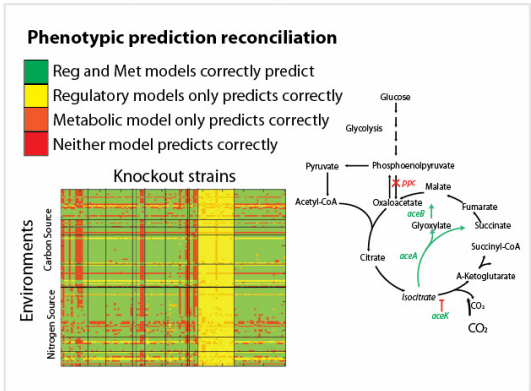 Phenotypic prediction reconciliation
Reg and Met models correctly predict
Regulatory models only predicts correctly
Metabolic model only predicts correctly
Neither model predicts correctly
Knockout strains
Environments
Carbon Source
Nitrogen Source
Glucose
Glycolysis
Pyruvate
Phosphoenolpyruvate
ppc
Malate
Acetyl-CoA
Oxaloacetate
aceB
Fumarate
Glyoxylate
Succinate
Citrate
aceA
Succinyl-CoA
A-Ketoglutarate
Isocitrate
CO₂
aceK
CO₂